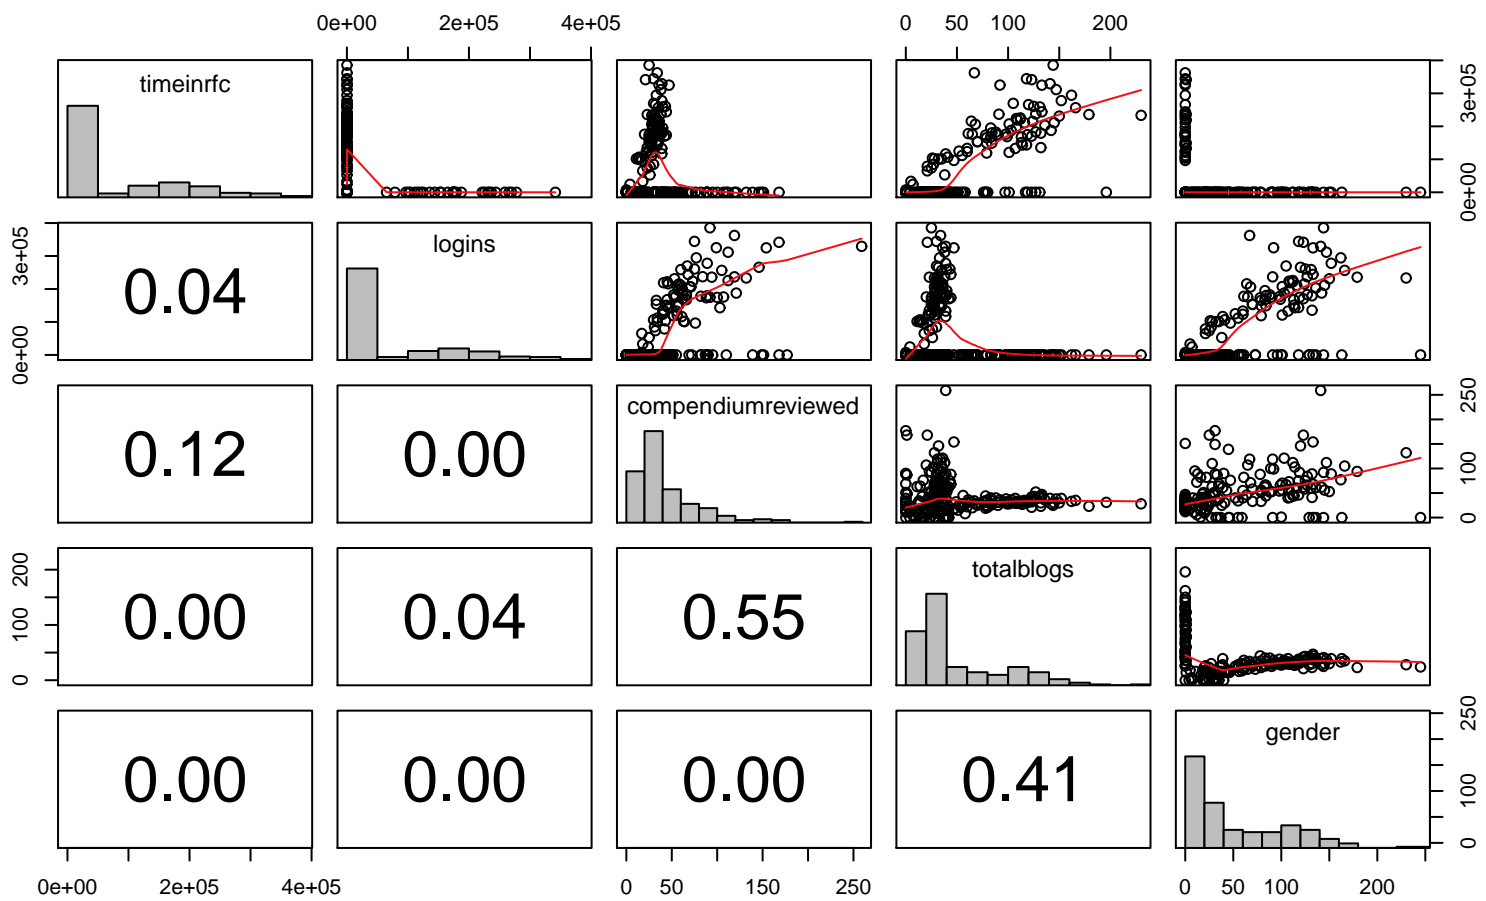 0e+00 2e+05 4e+05 0 50 100 200
timeinrfc
0e+00 3e+05
logins
0e+00 3e+05
0.04
compendiumreviewed
0 50 100 250
0.12 0.00
totalblogs
0 100 200
0.00 0.04 0.55
gender
0 100 250
0.00 0.00 0.00 0.41
0e+00 2e+05 4e+05 0 50 150 250 0 50 100 200